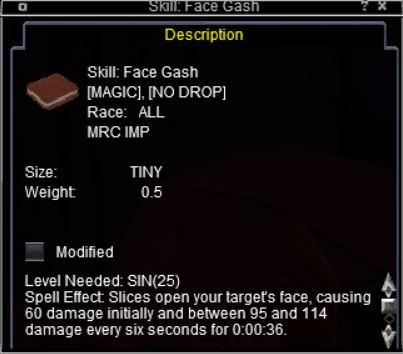 Skill: Face Gash ? X
Description
Skill: Face Gash
[MAGIC], [NO DROP]
Race: ALL
MRC IMP
Size: TINY
Weight: 0.5
Modified
Level Needed: SIN(25)
Spell Effect: Slices open your target's face, causing
60 damage initially and between 95 and 114
damage every six seconds for 0:00:36.